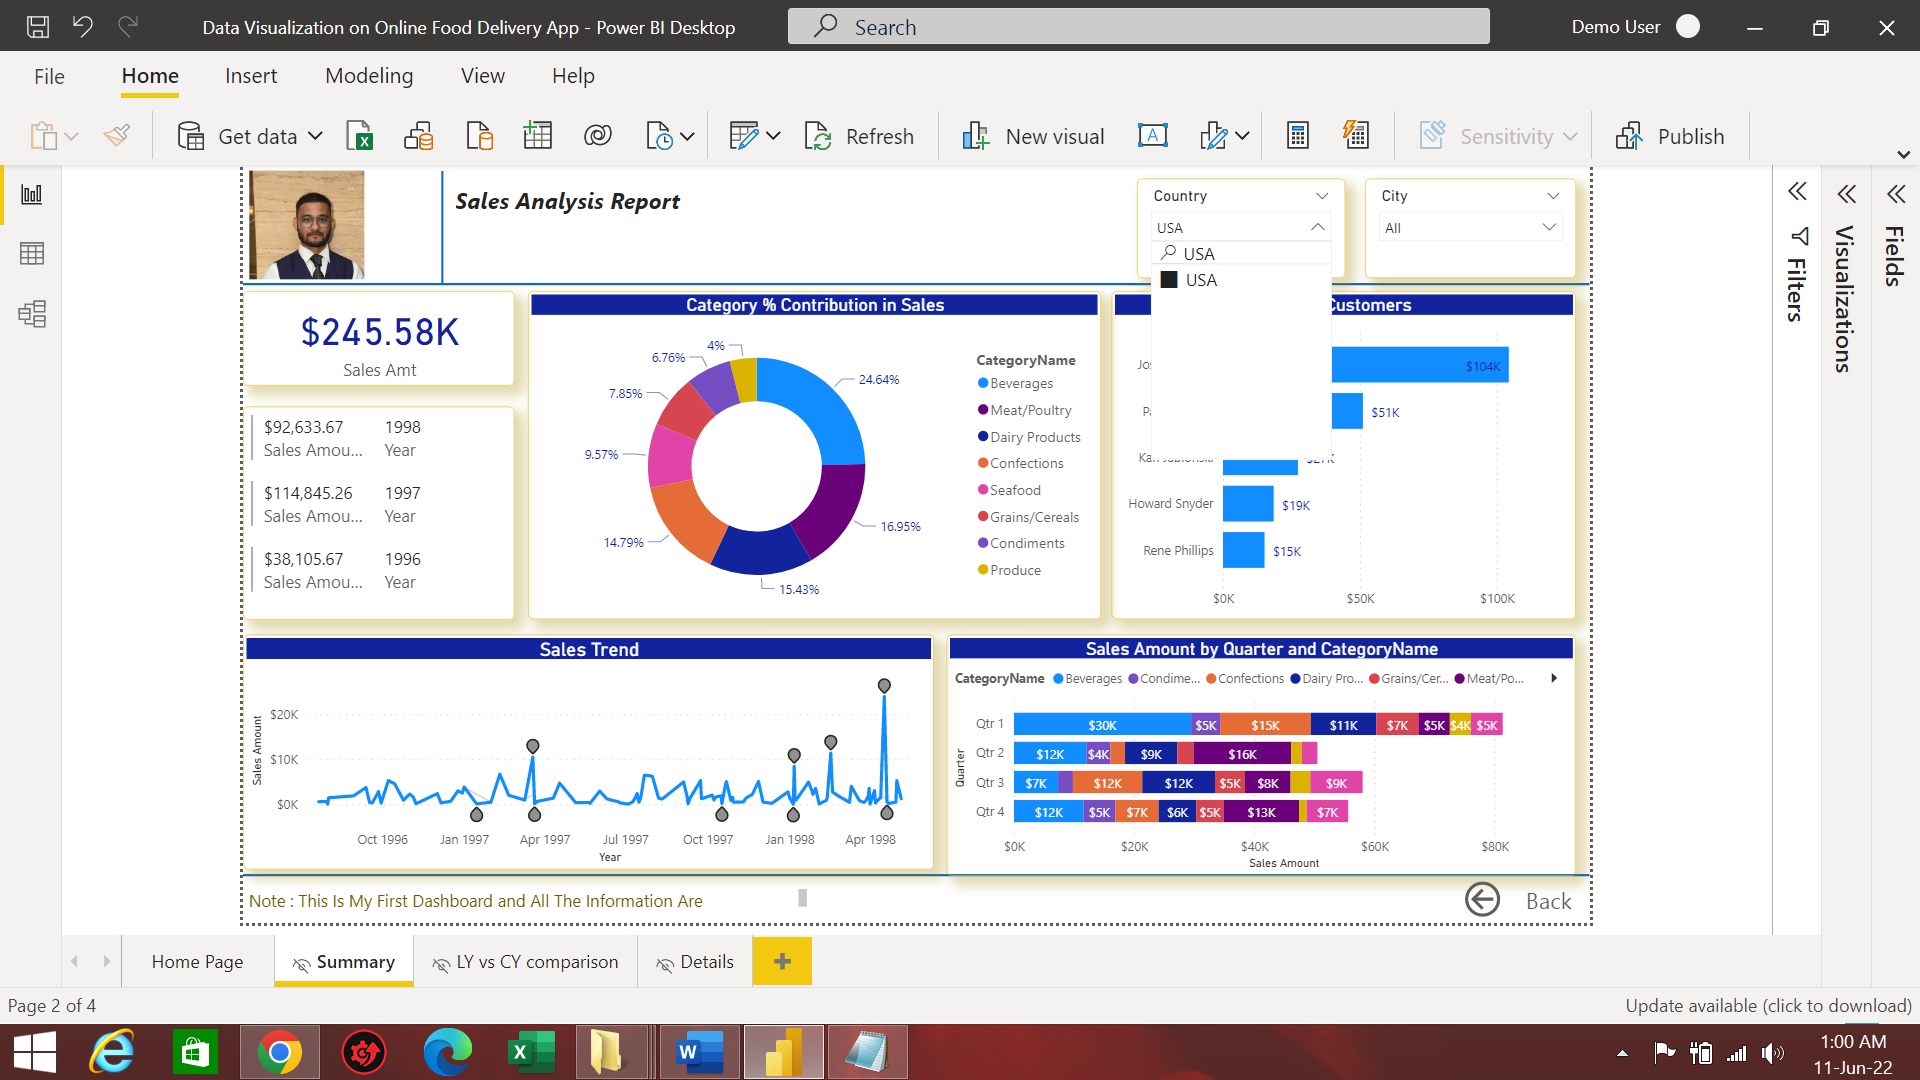 Data Visualization on Online Food Delivery App - Power BI Desktop
Search
Demo User
File Home Insert Modeling View Help
Get data
Refresh
New visual
Sensitivity
Publish
Sales Analysis Report
Country
USA
USA
USA
City
All
Filters
Visualizations
Fields
$245.58K
Sales Amt
$92,633.67 1998
Sales Amou... Year
$114,845.26 1997
Sales Amou... Year
$38,105.67 1996
Sales Amou... Year
Category % Contribution in Sales
4%
6.76%
7.85%
9.57%
14.79%
15.43%
16.95%
24.64%
CategoryName
Beverages
Meat/Poultry
Dairy Products
Confections
Seafood
Grains/Cereals
Condiments
Produce
Customers
$104K
$51K
Howard Snyder $19K
Rene Phillips $15K
$0K $50K $100K
Sales Trend
Sales Amount
$20K
$10K
$0K
Oct 1996 Jan 1997 Apr 1997 Jul 1997 Oct 1997 Jan 1998 Apr 1998
Year
Sales Amount by Quarter and CategoryName
CategoryName Beverages Condime... Confections Dairy Pro... Grains/Cer... Meat/Po...
Quarter
Qtr 1 $30K $5K $15K $11K $7K $5K $4K $5K
Qtr 2 $12K $4K $9K $16K
Qtr 3 $7K $12K $12K $5K $8K $9K
Qtr 4 $12K $5K $7K $6K $5K $13K $7K
$0K $20K $40K $60K $80K
Sales Amount
Note : This Is My First Dashboard and All The Information Are
Back
Home Page Summary LY vs CY comparison Details
Page 2 of 4
Update available (click to download)
1:00 AM
11-Jun-22